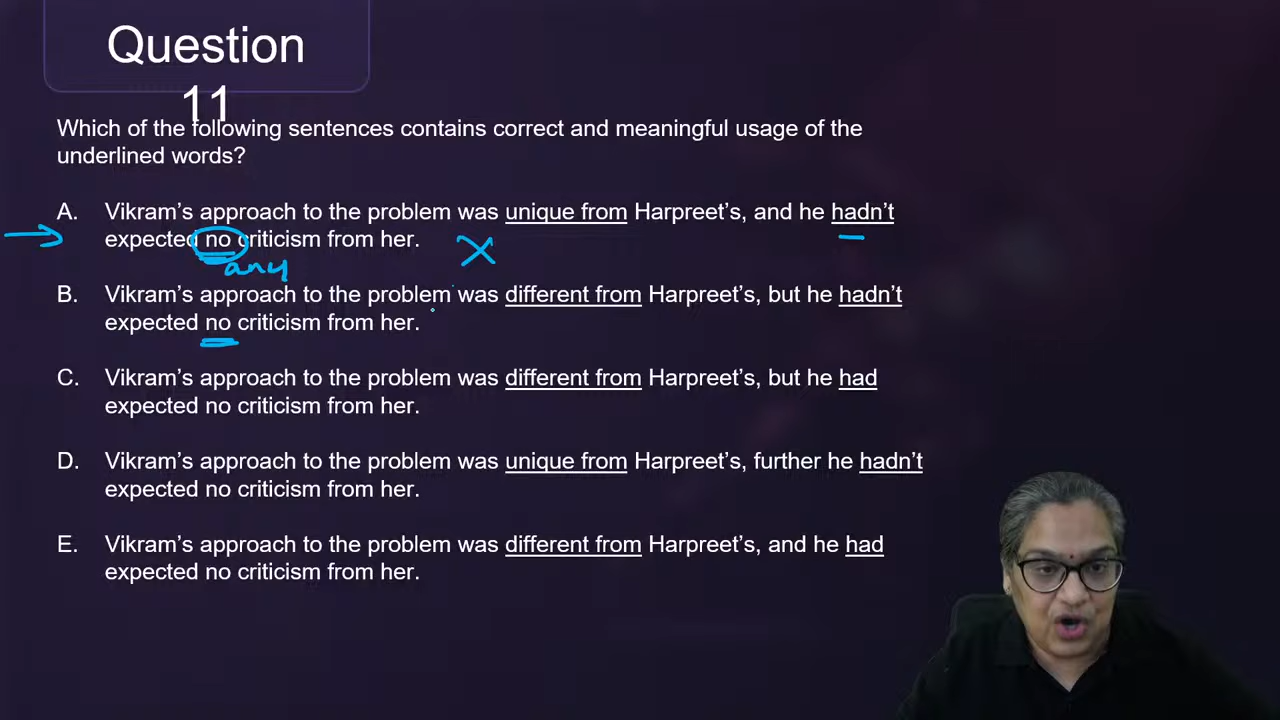 Question
11
Which of the following sentences contains correct and meaningful usage of the
underlined words?
A. Vikram’s approach to the problem was unique from Harpreet’s, and he hadn’t
expected no criticism from her.
any
B. Vikram’s approach to the problem was different from Harpreet’s, but he hadn’t
expected no criticism from her.
C. Vikram’s approach to the problem was different from Harpreet’s, but he had
expected no criticism from her.
D. Vikram’s approach to the problem was unique from Harpreet’s, further he hadn’t
expected no criticism from her.
E. Vikram’s approach to the problem was different from Harpreet’s, and he had
expected no criticism from her.